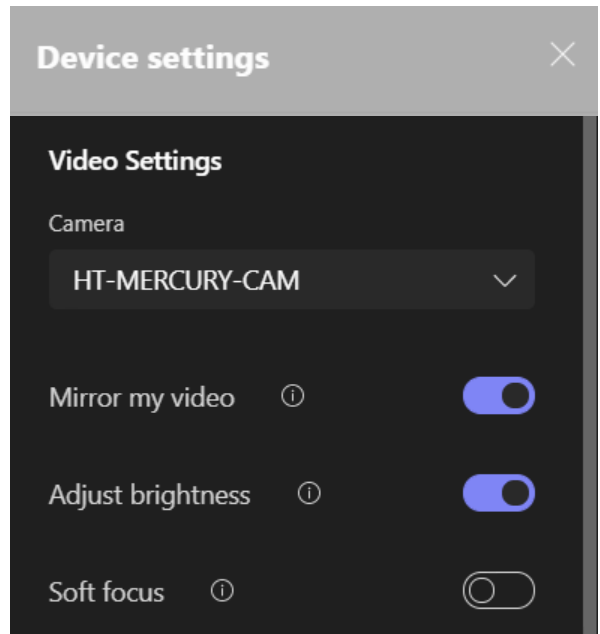 Device settings
Video Settings
Camera
HT-MERCURY-CAM
Mirror my video
Adjust brightness
Soft focus